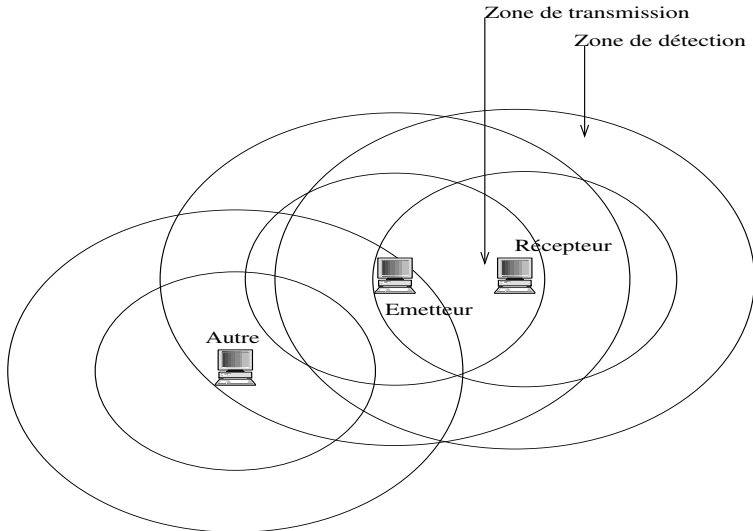 Zone de transmission
Zone de détection
Récepteur
Emetteur
Autre